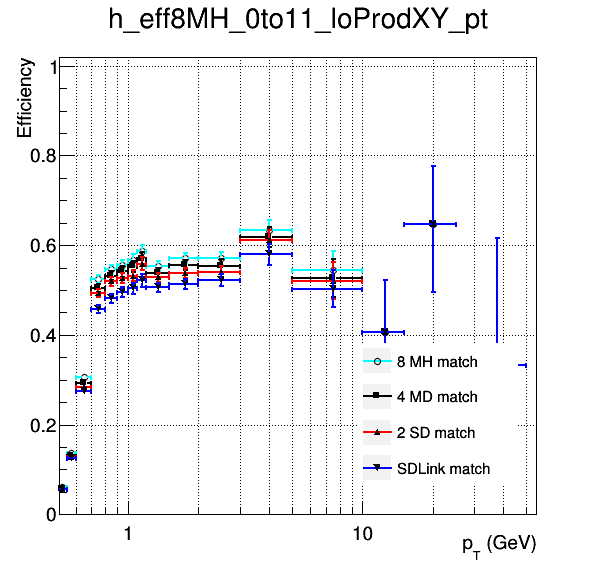 h_eff8MH_0to11_loProdXY_pt
Efficiency
1
0.8
0.6
0.4
0.2
0
8 MH match
4 MD match
2 SD match
SDLink match
1
10
p_T (GeV)